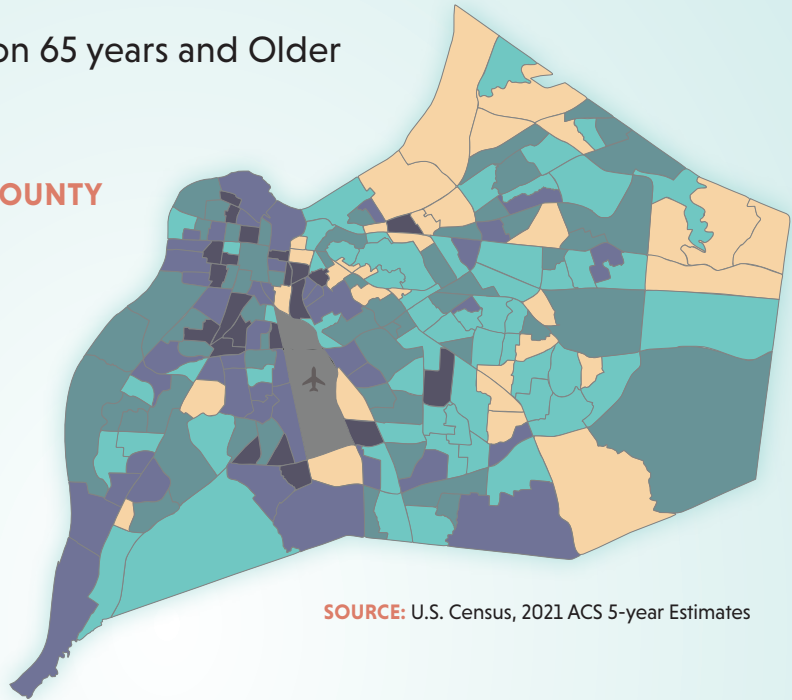 on 65 years and Older
OUNTY
SOURCE: U.S. Census, 2021 ACS 5-year Estimates